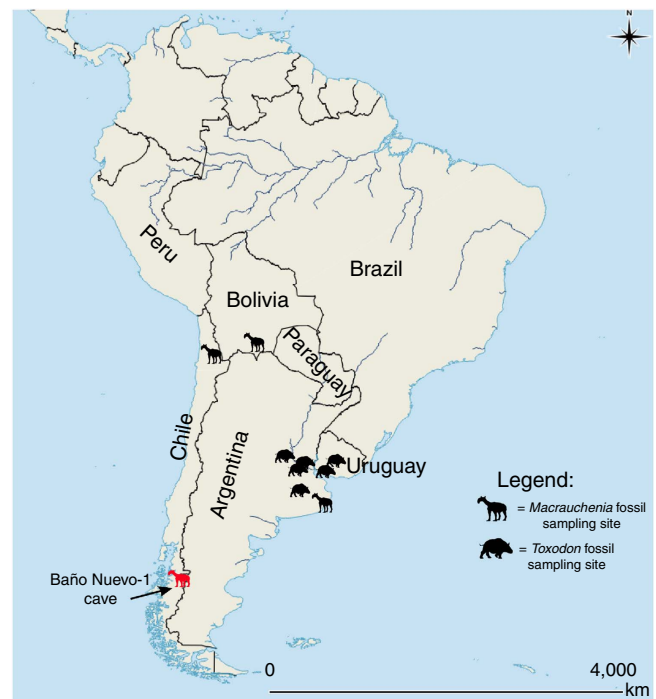 N
Peru
Brazil
Bolivia
Paraguay
Chile
Argentina
Uruguay
Legend:
= Macrauchenia fossil
sampling site
= Toxodon fossil
sampling site
Baño Nuevo-1
cave
0
4,000
km